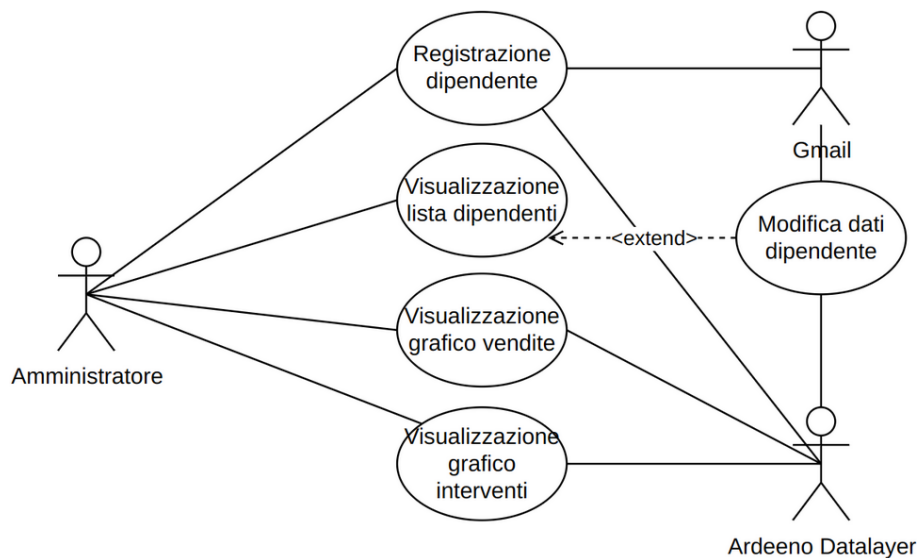 Registrazione
dipendente
Gmail
Visualizzazione
lista dipendenti
<extend>
Modifica dati
dipendente
Visualizzazione
grafico vendite
Amministratore
Visualizzazione
grafico
interventi
Ardeeno Datalayer